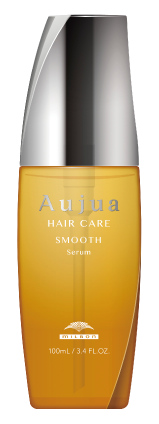 Aujua
HAIR CARE
SMOOTH
Serum
milbon
100mL / 3.4 FL.OZ.